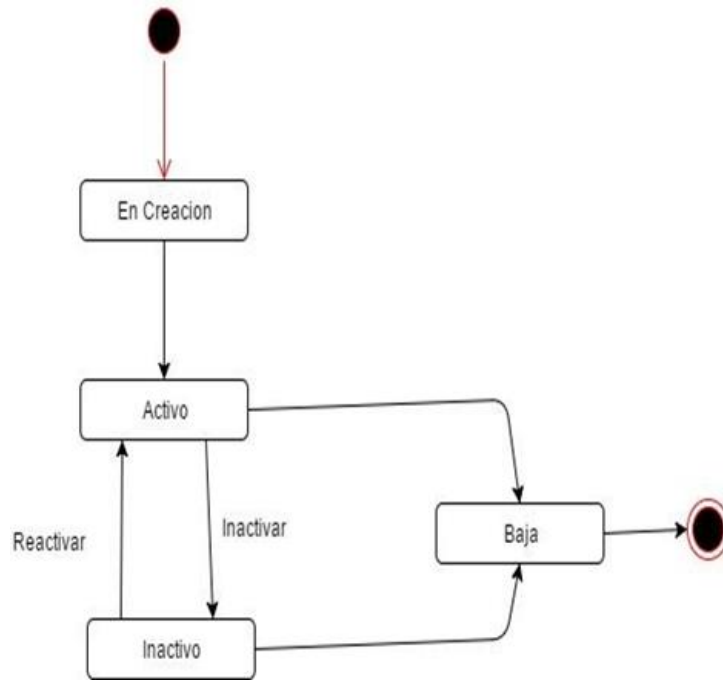 En Creacion
Activo
Reactivar
Inactivar
Baja
Inactivo